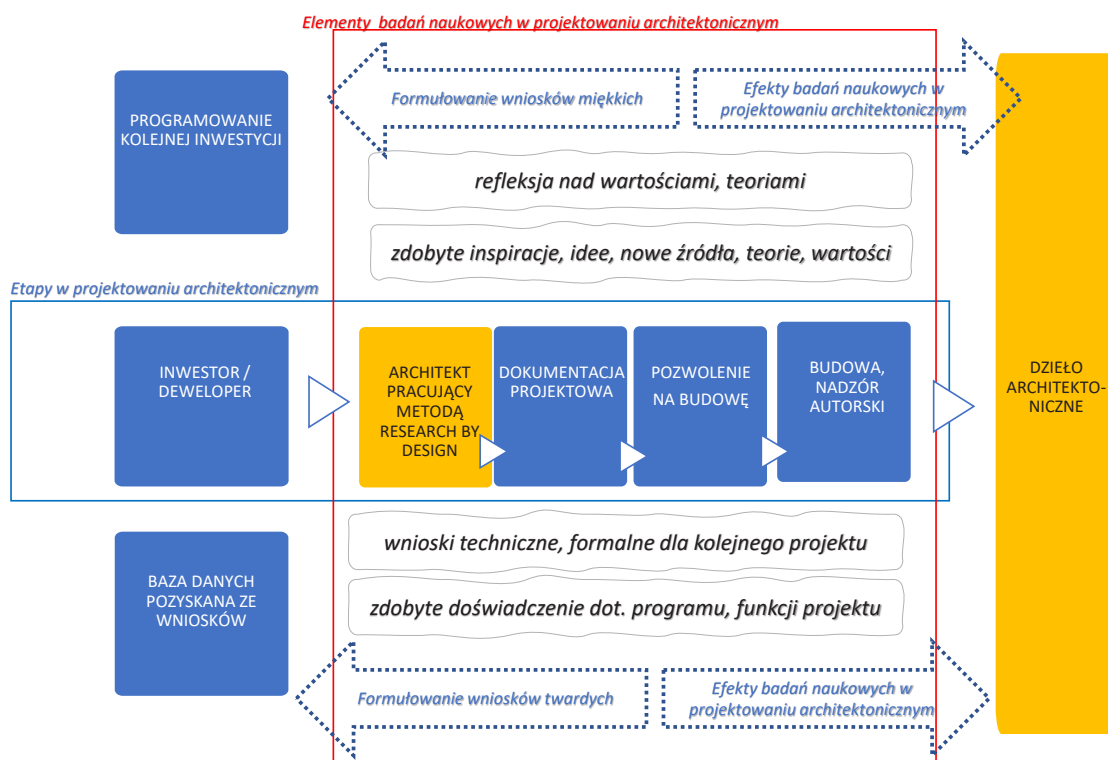 Elementy badań naukowych w projektowaniu architektonicznym
PROGRAMOWANIE
KOLEJNEJ INWESTYCJI
Formułowanie wniosków miękkich
Efekty badań naukowych w
projektowaniu architektonicznym
refleksja nad wartościami, teoriami
zdobyte inspiracje, idee, nowe źródła, teorie, wartości
Etapy w projektowaniu architektonicznym
INWESTOR /
DEWELOPER
ARCHITEKT
PRACUJĄCY
METODĄ
RESEARCH BY
DESIGN
DOKUMENTACJA
PROJEKTOWA
POZWOLENIE
NA BUDOWĘ
BUDOWA,
NADZÓR
AUTORSKI
DZIEŁO
ARCHITEKTO-
NICZNE
BAZA DANYCH
POZYSKANA ZE
WNIOSKÓW
wnioski techniczne, formalne dla kolejnego projektu
zdobyte doświadczenie dot. programu, funkcji projektu
Formułowanie wniosków twardych
Efekty badań naukowych w
projektowaniu architektonicznym